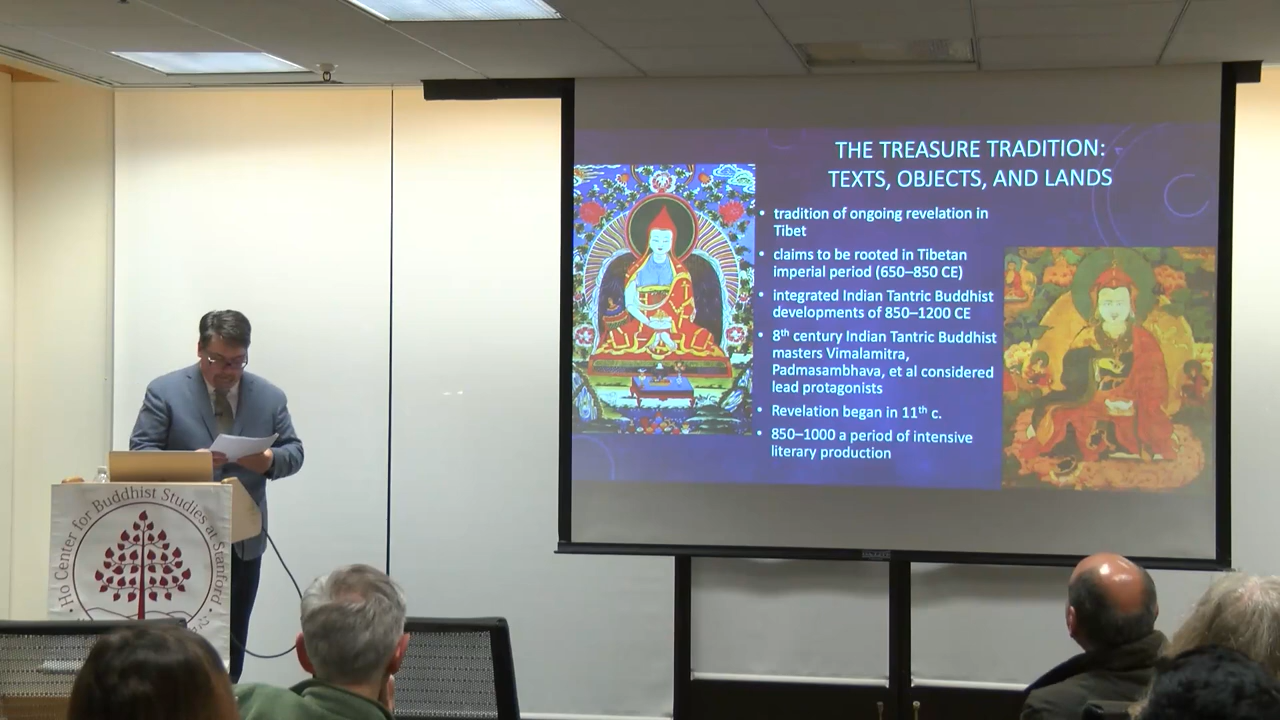 THE TREASURE TRADITION:
TEXTS, OBJECTS, AND LANDS
• tradition of ongoing revelation in
Tibet
• claims to be rooted in Tibetan
imperial period (650–850 CE)
• integrated Indian Tantric Buddhist
developments of 850–1200 CE
• 8th century Indian Tantric Buddhist
masters Vimalamitra,
Padmasambhava, et al considered
lead protagonists
• Revelation began in 11th c.
• 850–1000 a period of intensive
literary production
• Ho Center for Buddhist Studies at Stanford •